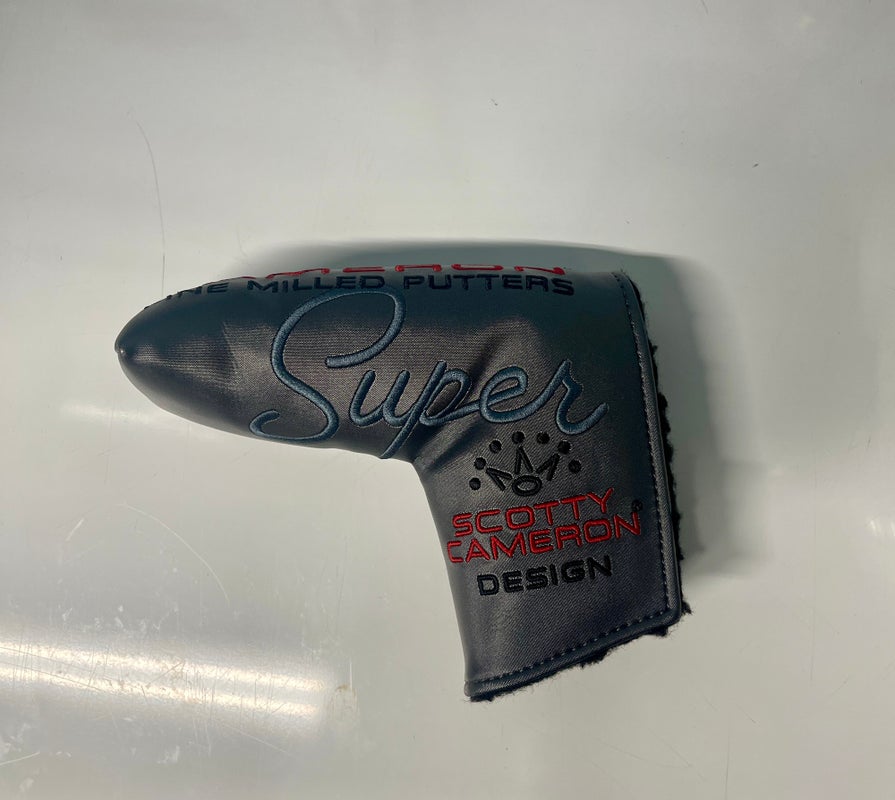 MILLED PUTTERS
Super
SCOTTY
CAMERON®
DESIGN